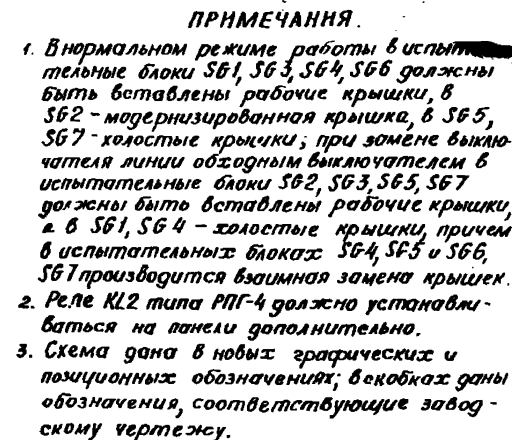 ПРИМЕЧАНИЯ.
1. В нормальном режиме работы в испыта-
тельные блоки SG1, SG3, SG4, SG6 должны
быть вставлены рабочие крышки, в
SG2 - модернизированная крышка, в SG5,
SG7 - холостые крышки; при замене выклю-
чателя линии обходным выключателем в
испытательные блоки SG2, SG3, SG5, SG7
должны быть вставлены рабочие крышки,
а в SG1, SG4 - холостые крышки, причем
в испытательных блоках SG4, SG5 и SG6,
SG7 производится взаимная замена крышек.
2. Реле KL2 типа РПГ-4 должно устанавли-
ваться на панели дополнительно.
3. Схема дана в новых графических и
позиционных обозначениях; в скобках даны
обозначения, соответствующие завод-
скому чертежу.